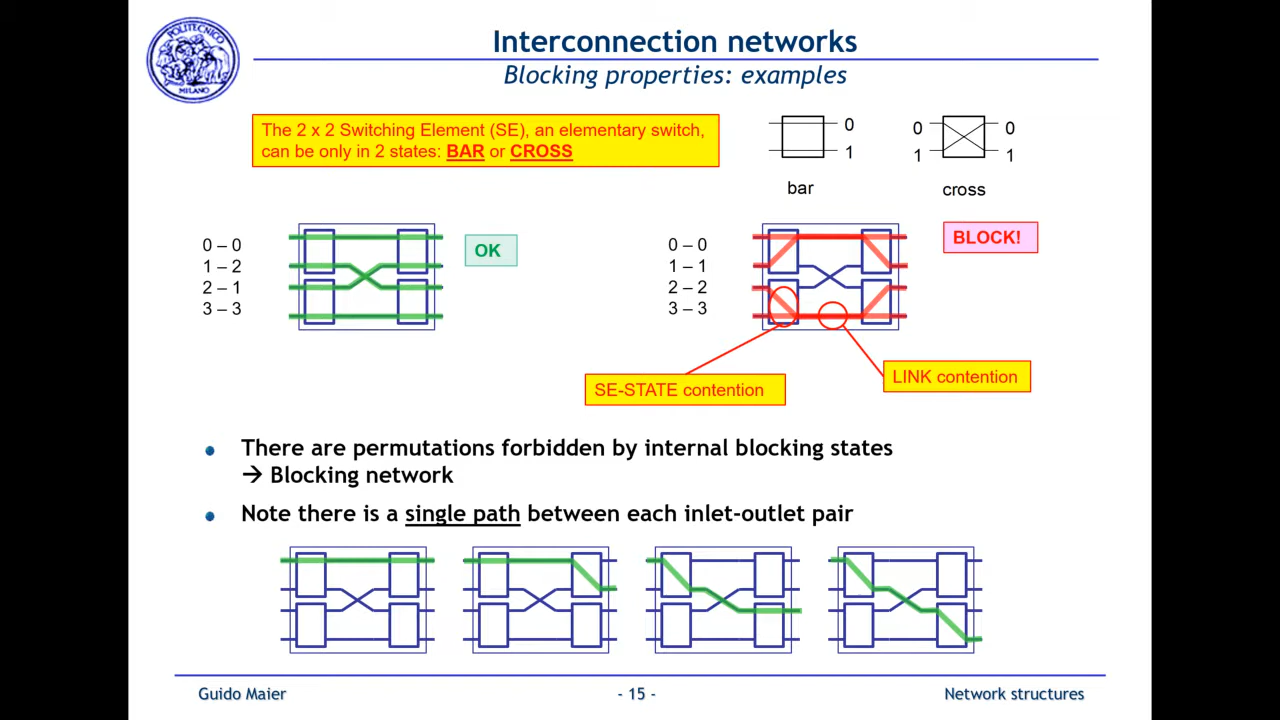 POLITECNICO
MILANO
Interconnection networks
Blocking properties: examples
The 2 x 2 Switching Element (SE), an elementary switch,
can be only in 2 states: BAR or CROSS
0
1
bar
0 0
1 1
cross
0 – 0
1 – 2
2 – 1
3 – 3
OK
0 – 0
1 – 1
2 – 2
3 – 3
BLOCK!
SE-STATE contention
LINK contention
There are permutations forbidden by internal blocking states
→ Blocking network
Note there is a single path between each inlet-outlet pair
Guido Maier
- 15 -
Network structures